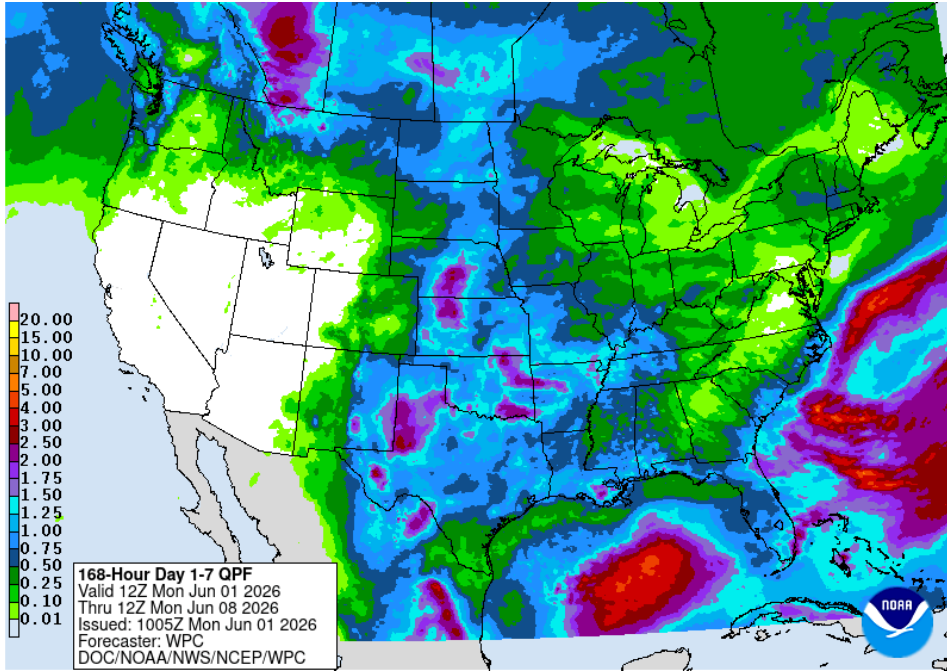 20.00
15.00
10.00
7.00
5.00
4.00
3.00
2.50
2.00
1.75
1.50
1.25
1.00
0.75
0.50
0.25
0.10
0.01
2
168-Hour Day 1-7 QPF
Valid 12Z Mon Jun 01 2026
Thru 12Z Mon Jun 08 2026
Issued: 1005Z Mon Jun 01 2026
Forecaster: WPC
DOC/NOAA/NWS/NCEP/WPC
NOAA